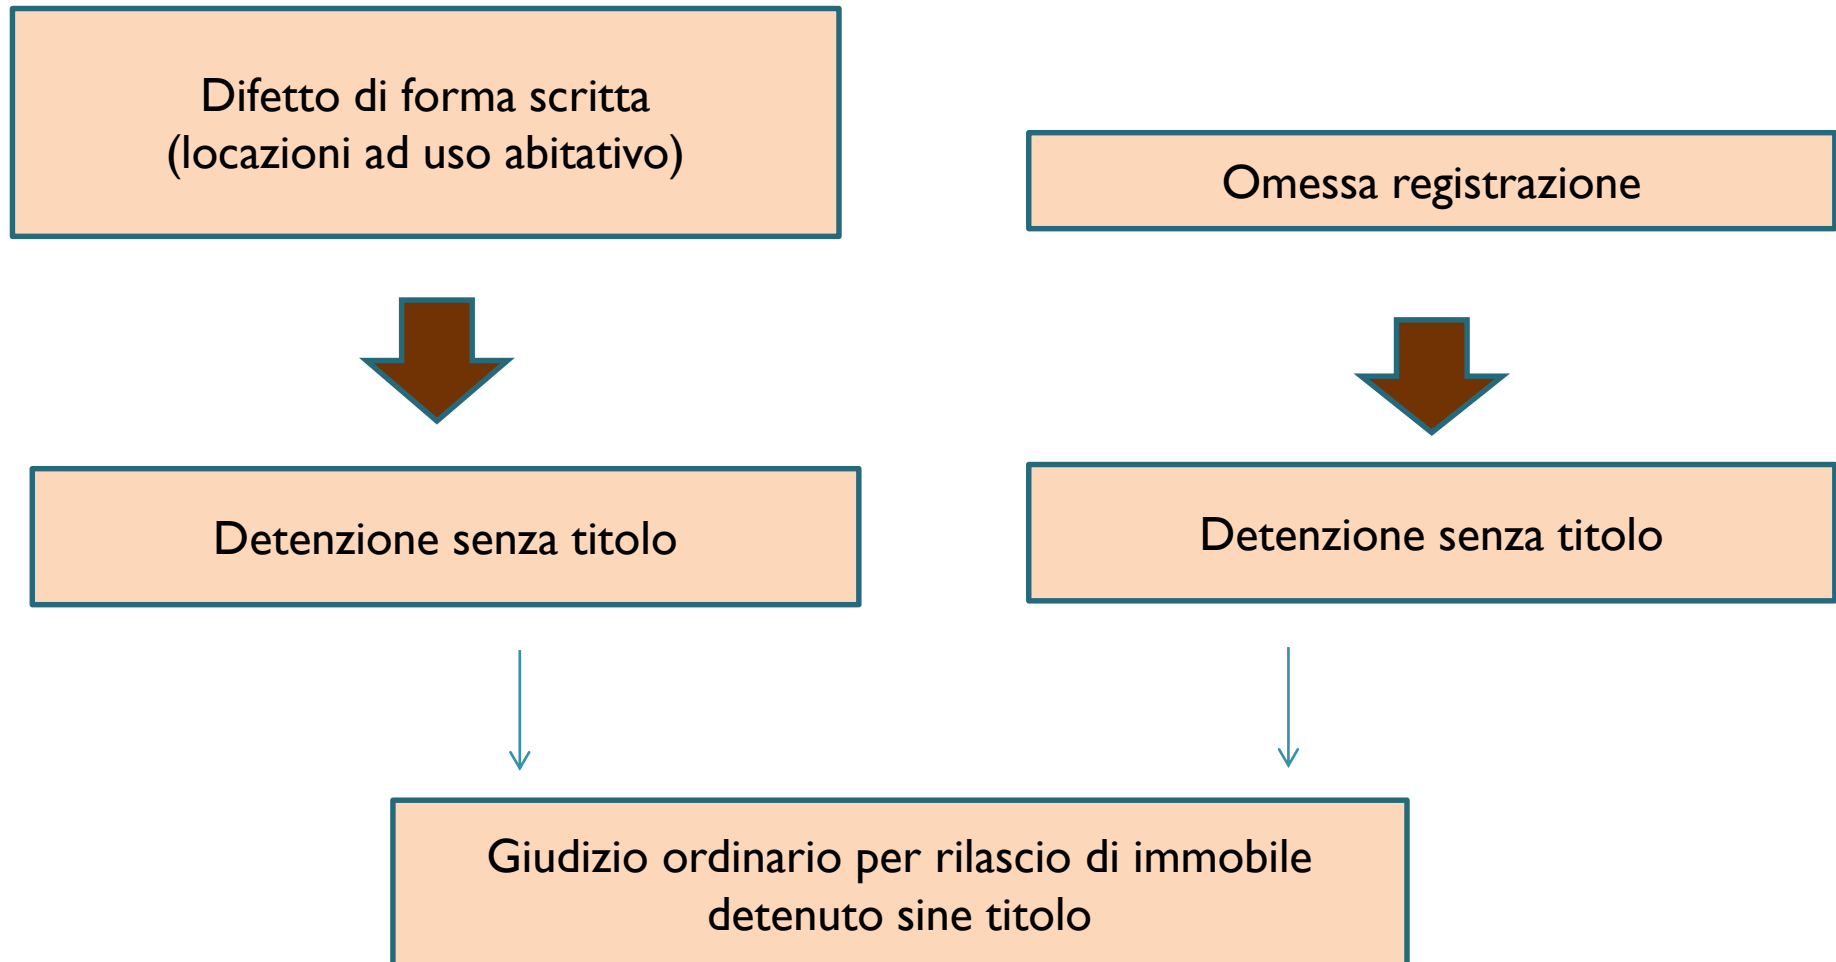 Difetto di forma scritta
(locazioni ad uso abitativo)
Omessa registrazione
Detenzione senza titolo
Detenzione senza titolo
Giudizio ordinario per rilascio di immobile
detenuto sine titolo